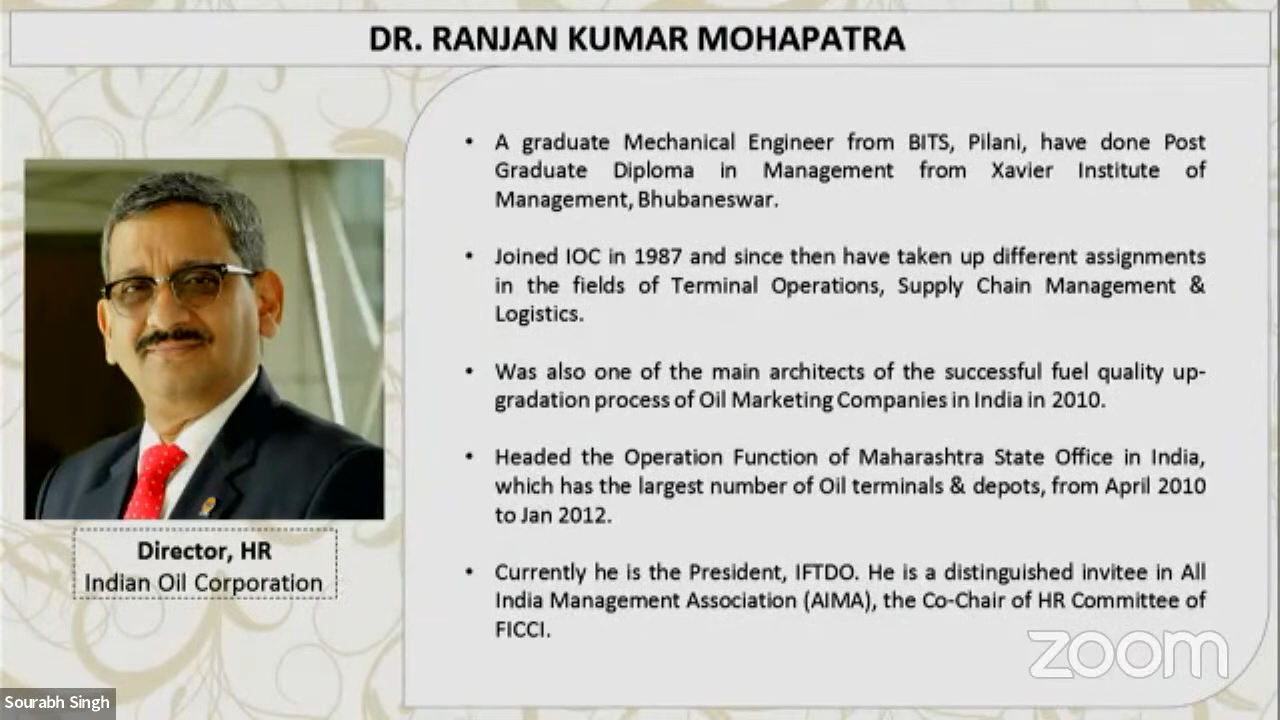 DR. RANJAN KUMAR MOHAPATRA
• A graduate Mechanical Engineer from BITS, Pilani, have done Post
Graduate Diploma in Management from Xavier Institute of
Management, Bhubaneswar.
• Joined IOC in 1987 and since then have taken up different assignments
in the fields of Terminal Operations, Supply Chain Management &
Logistics.
• Was also one of the main architects of the successful fuel quality up-
gradation process of Oil Marketing Companies in India in 2010.
• Headed the Operation Function of Maharashtra State Office in India,
which has the largest number of Oil terminals & depots, from April 2010
to Jan 2012.
• Currently he is the President, IFTDO. He is a distinguished invitee in All
India Management Association (AIMA), the Co-Chair of HR Committee of
FICCI.
Director, HR
Indian Oil Corporation
zoom
Sourabh Singh